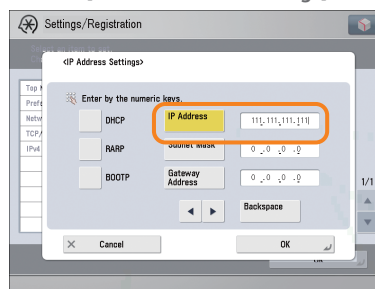 Settings/Registration
<IP Address Settings>
Top M
Prefe
Netw
TCP/
IPv4
Enter by the numeric keys.
DHCP
IP Address
111.111.111.111
RARP
Subnet Mask
0 .0 .0 .0
BOOTP
Gateway
Address
0 .0 .0 .0
1/1
Backspace
Cancel
OK